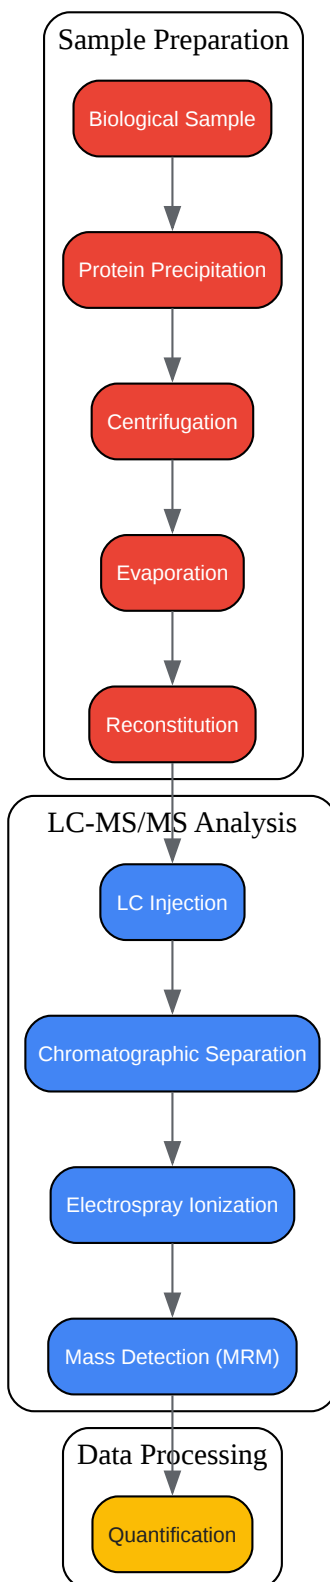 Sample Preparation
Biological Sample
Protein Precipitation
Centrifugation
Evaporation
Reconstitution
LC-MS/MS Analysis
LC Injection
Chromatographic Separation
Electrospray Ionization
Mass Detection (MRM)
Data Processing
Quantification